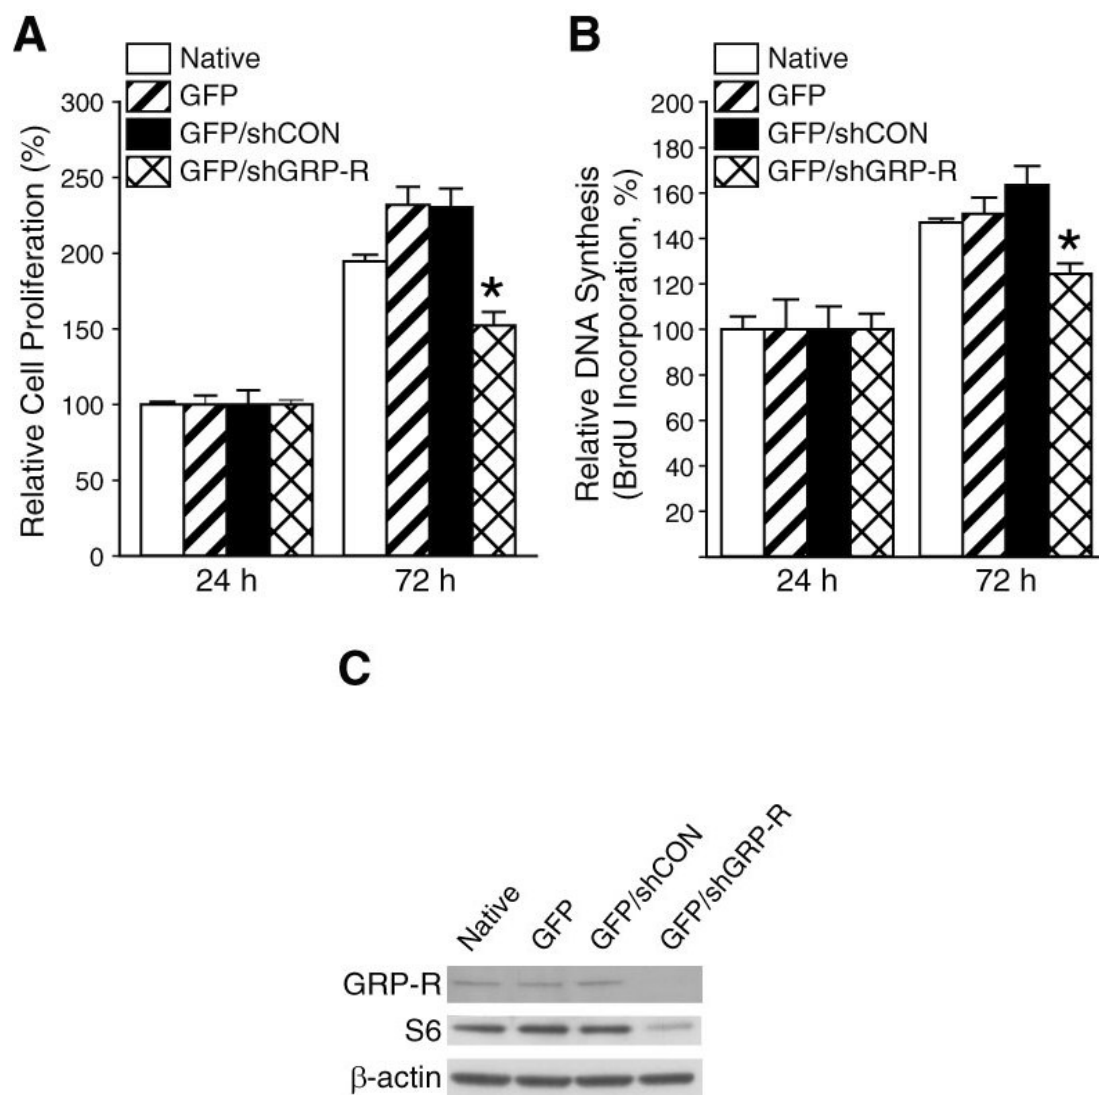 A
Native
GFP
GFP/shCON
GFP/shGRP-R
Relative Cell Proliferation (%)
300
250
200
150
100
50
0
*
24 h
72 h
B
Native
GFP
GFP/shCON
GFP/shGRP-R
Relative DNA Synthesis
(BrdU Incorporation, %)
200
180
160
140
120
100
80
60
40
20
*
24 h
72 h
C
Native
GFP
GFP/shCON
GFP/shGRP-R
GRP-R
S6
β-actin